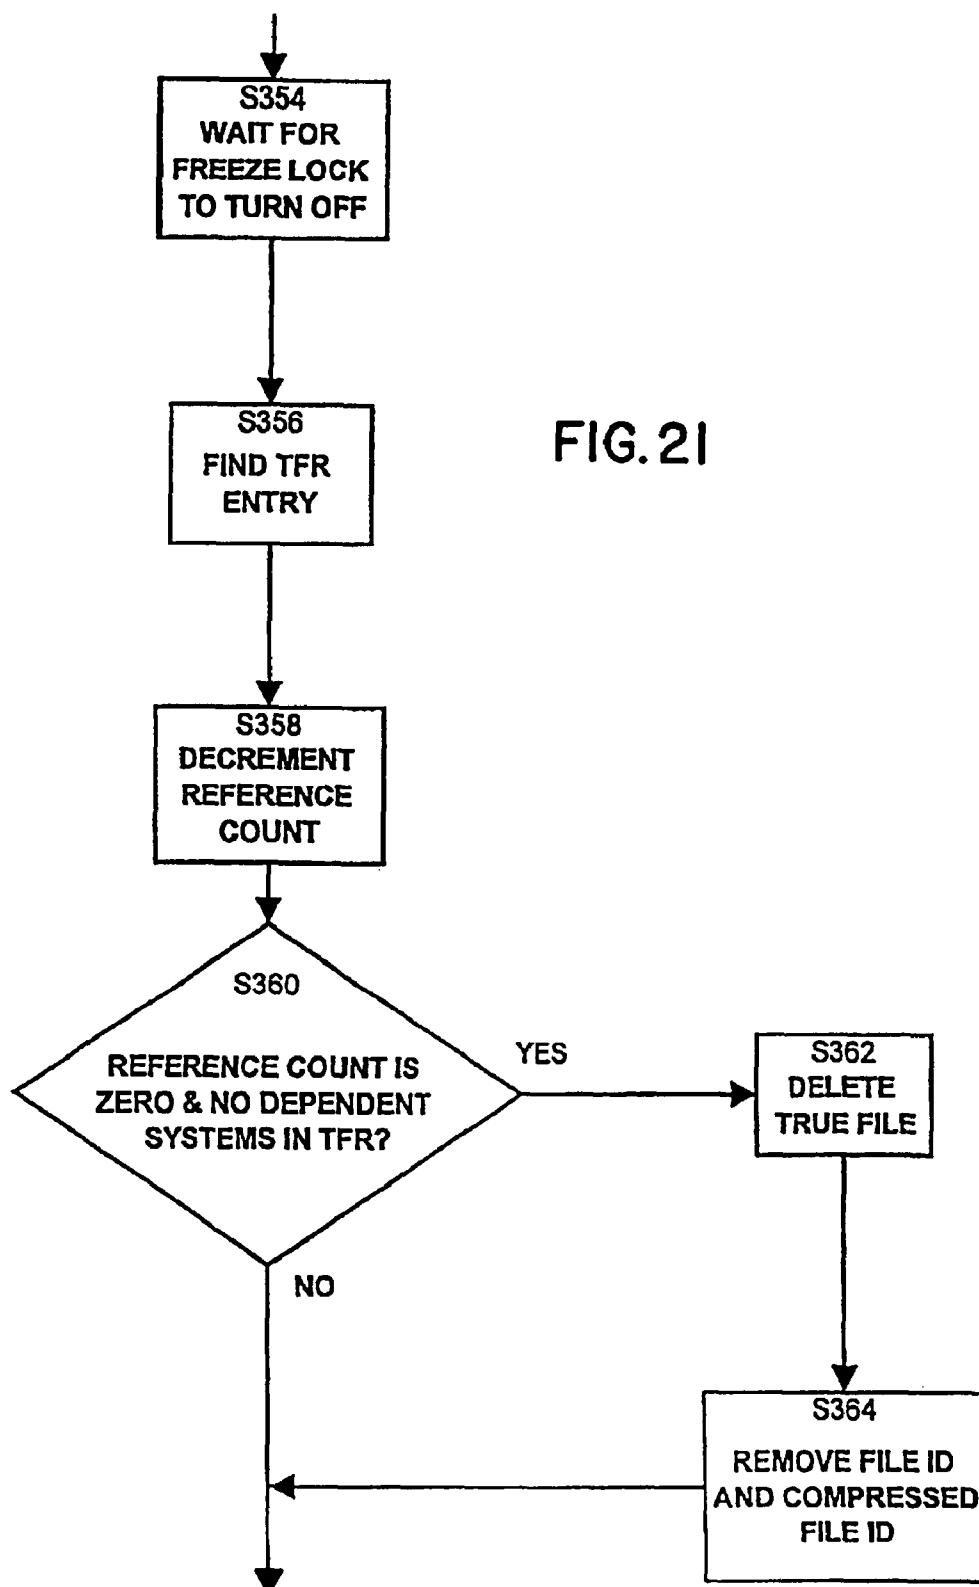 S354
WAIT FOR
FREEZE LOCK
TO TURN OFF
S356
FIND TFR
ENTRY
FIG. 21
S358
DECREMENT
REFERENCE
COUNT
S360
REFERENCE COUNT IS
ZERO & NO DEPENDENT
SYSTEMS IN TFR?
YES
NO
S362
DELETE
TRUE FILE
S364
REMOVE FILE ID
AND COMPRESSED
FILE ID